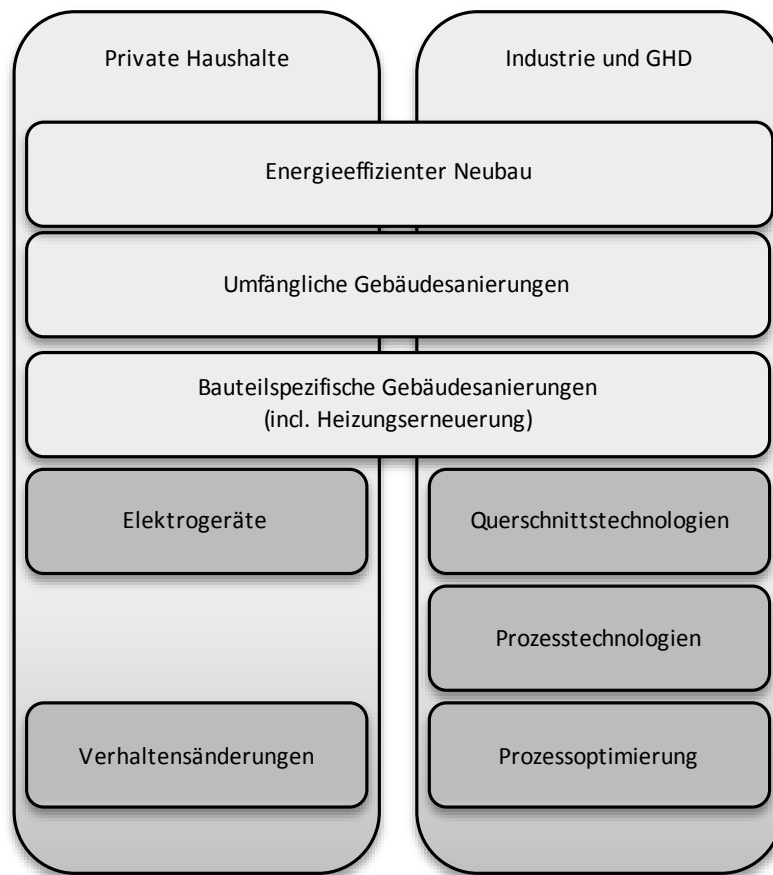 Private Haushalte
Industrie und GHD
Energieeffizienter Neubau
Umfängliche Gebäudesanierungen
Bauteilspezifische Gebäudesanierungen
(incl. Heizungserneuerung)
Elektrogeräte
Querschnittstechnologien
Prozesstechnologien
Verhaltensänderungen
Prozessoptimierung